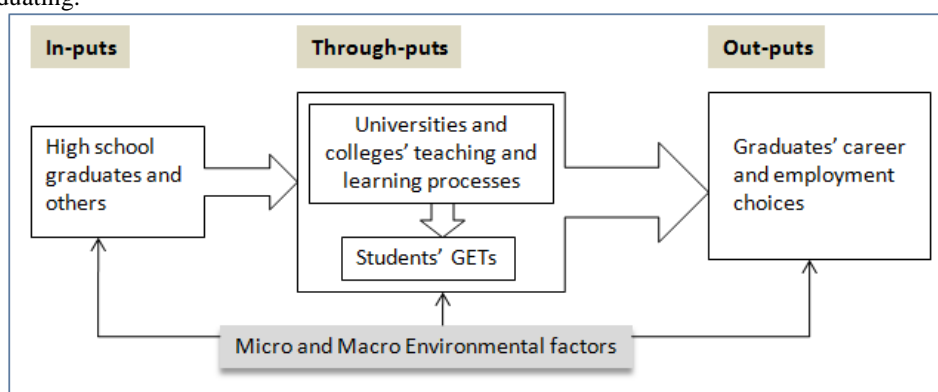 In-puts
Through-puts
Out-puts
High school
graduates and
others
Universities and
colleges' teaching and
learning processes
Students' GETs
Graduates' career
and employment
choices
Micro and Macro Environmental factors